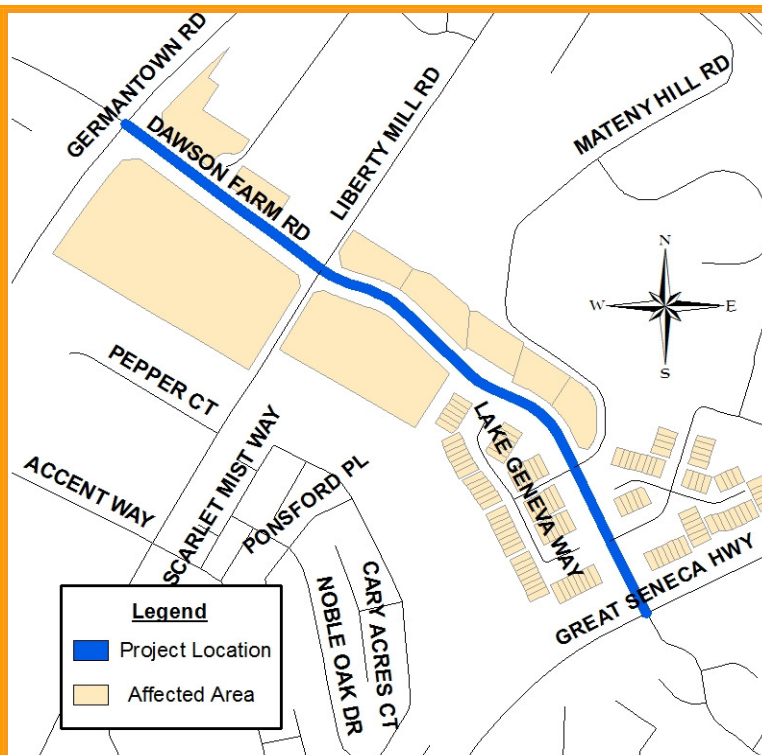 GERMANTOWN RD
DAWSON FARM RD
LIBERTY MILL RD
MATENY HILL RD
N
W
E
S
PEPPER CT
LAKE GENEVA WAY
ACCENT WAY
SCARLET MIST WAY
PONSFORD PL
GREAT SENECA HWY
NOBLE OAK DR
CARY ACRES CT
Legend
Project Location
Affected Area